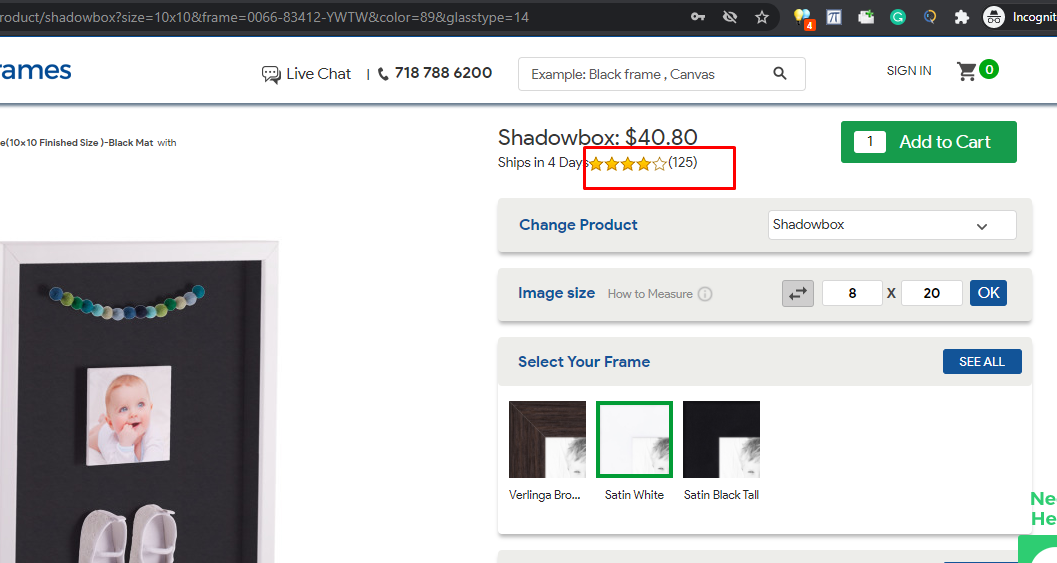 roduct/shadowbox?size=10x10&frame=0066-83412-YWTW&color=89&glasstype=14
4
Incognit
rames
Live Chat | 718 788 6200
Example: Black frame , Canvas
SIGN IN
0
e(10x10 Finished Size )-Black Mat with
Shadowbox: $40.80
1 Add to Cart
Ships in 4 Days (125)
Change Product
Shadowbox
Image size How to Measure
8 X 20 OK
Select Your Frame
SEE ALL
Verlinga Bro... Satin White Satin Black Tall
Nee
He